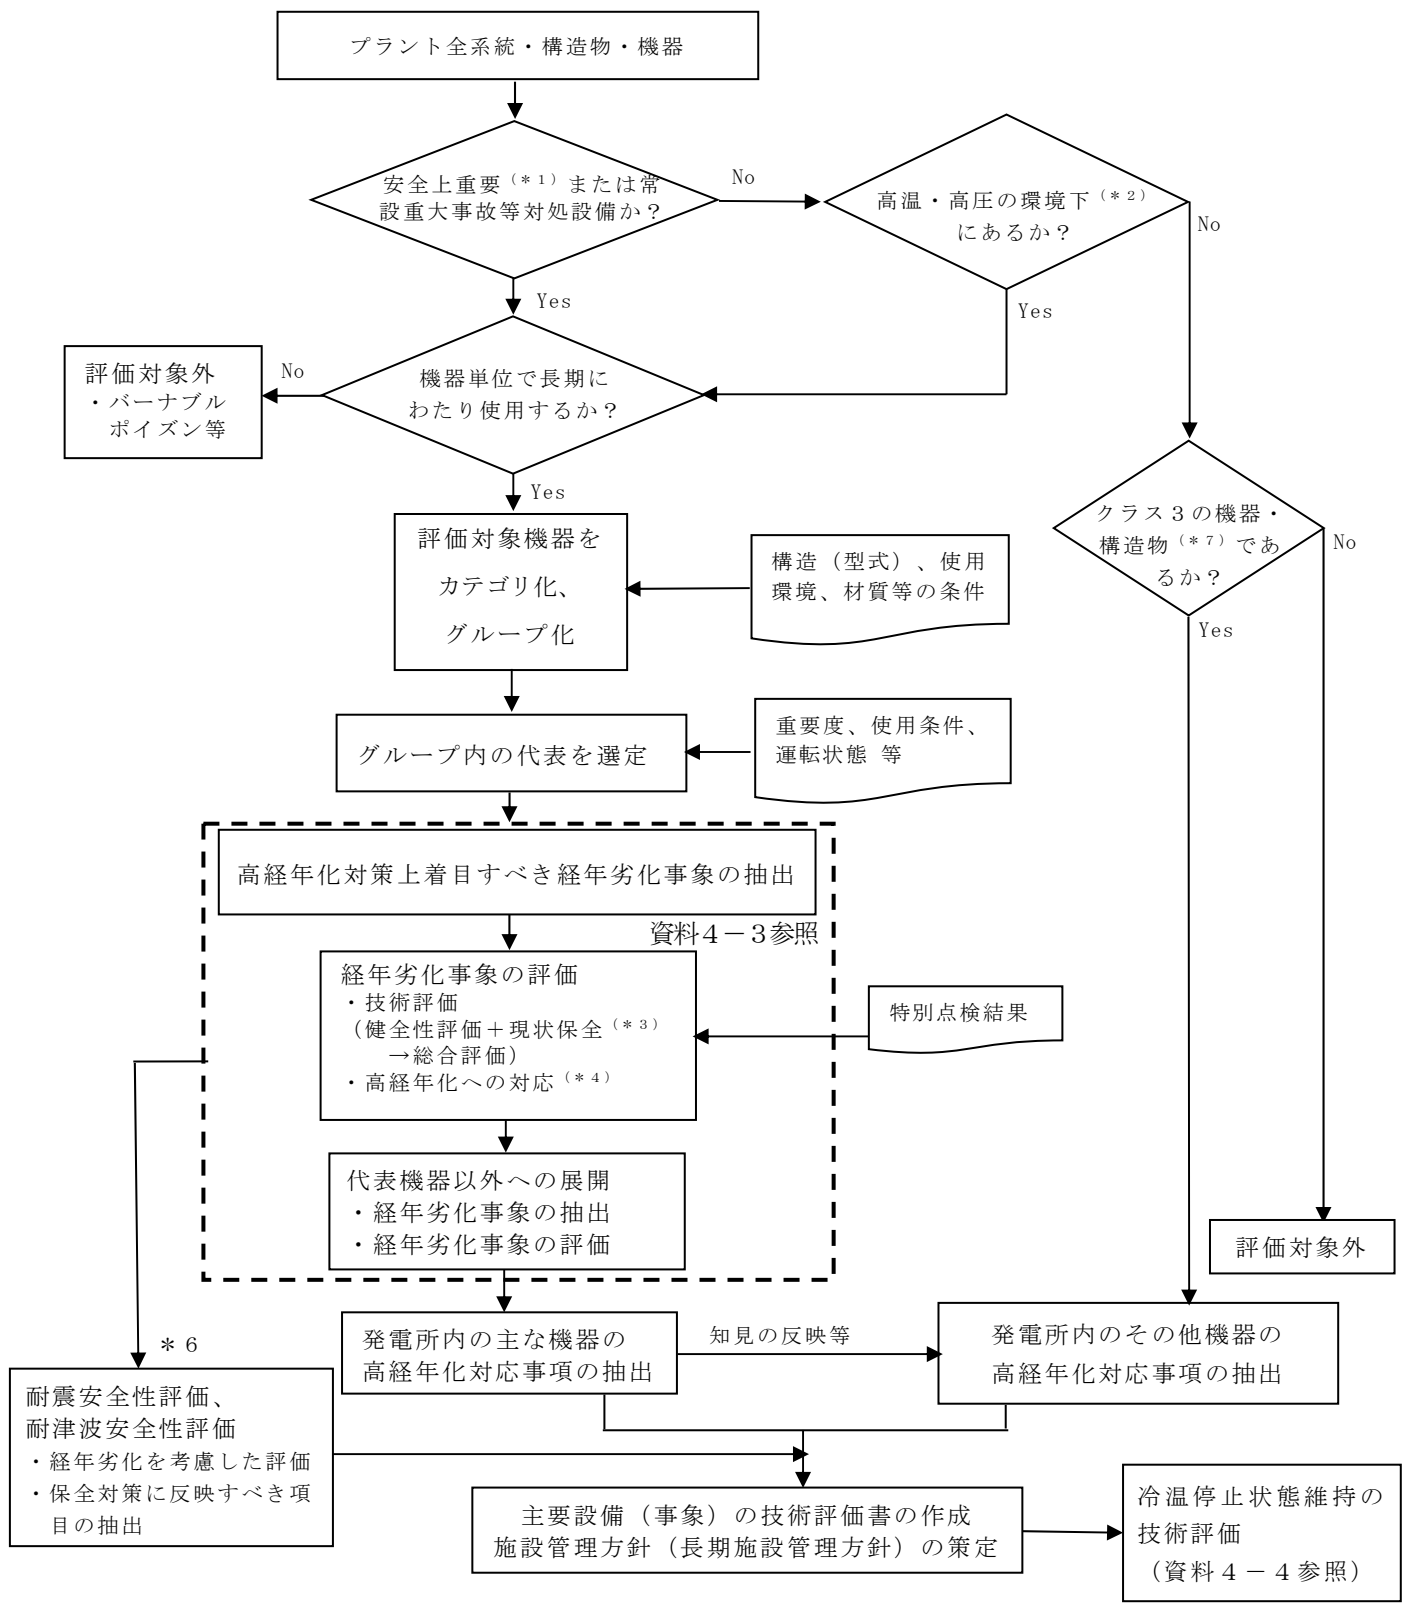 プラント全系統・構造物・機器
安全上重要(＊1)または常
設重大事故等対処設備か？
No
高温・高圧の環境下(＊2)
にあるか？
No
Yes
Yes
評価対象外
・バーナブル
ポイズン等
No
機器単位で長期に
わたり使用するか？
Yes
クラス３の機器・
構造物(＊7)であ
るか？
No
Yes
評価対象機器を
カテゴリ化、
グループ化
構造（型式）、使用
環境、材質等の条件
グループ内の代表を選定
重要度、使用条件、
運転状態 等
高経年化対策上着目すべき経年劣化事象の抽出
資料４－３参照
経年劣化事象の評価
・技術評価
（健全性評価＋現状保全(＊3)
→総合評価）
・高経年化への対応(＊4)
特別点検結果
代表機器以外への展開
・経年劣化事象の抽出
・経年劣化事象の評価
評価対象外
発電所内の主な機器の
高経年化対応事項の抽出
知見の反映等
発電所内のその他機器の
高経年化対応事項の抽出
＊６
耐震安全性評価、
耐津波安全性評価
・経年劣化を考慮した評価
・保全対策に反映すべき項
目の抽出
主要設備（事象）の技術評価書の作成
施設管理方針（長期施設管理方針）の策定
冷温停止状態維持の
技術評価
（資料４－４参照）